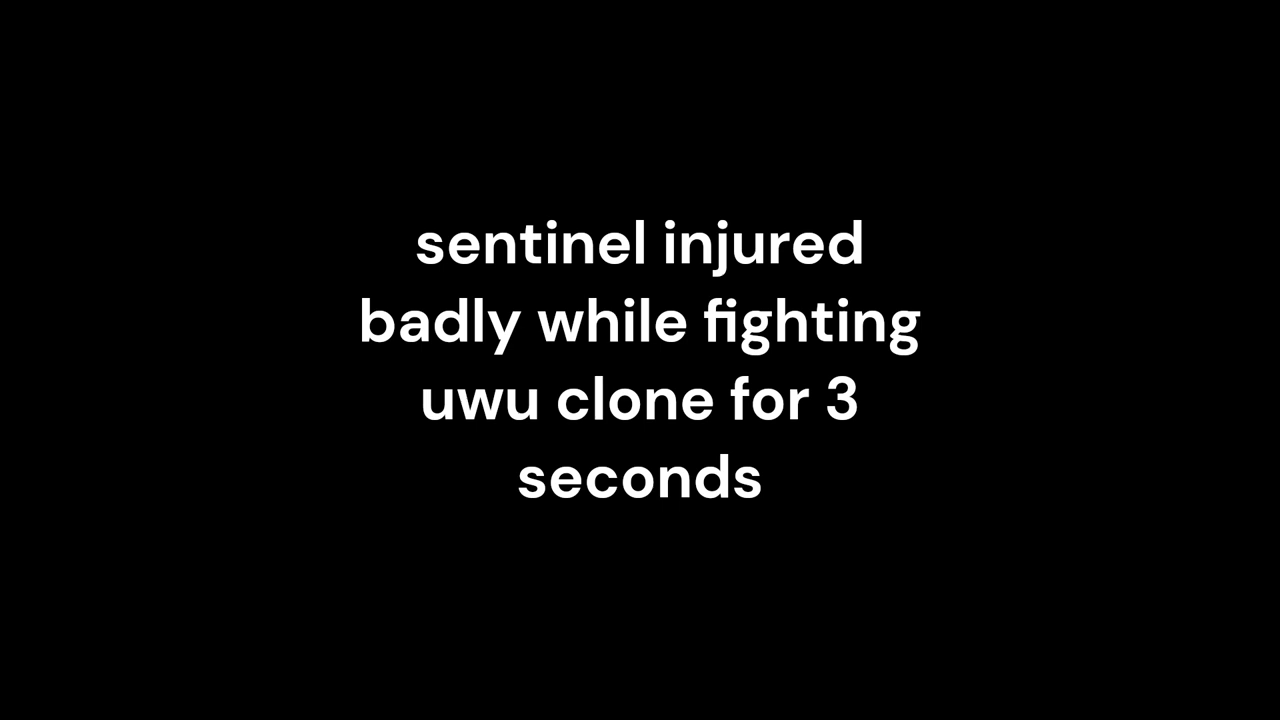 sentinel injured
badly while fighting
uwu clone for 3
seconds